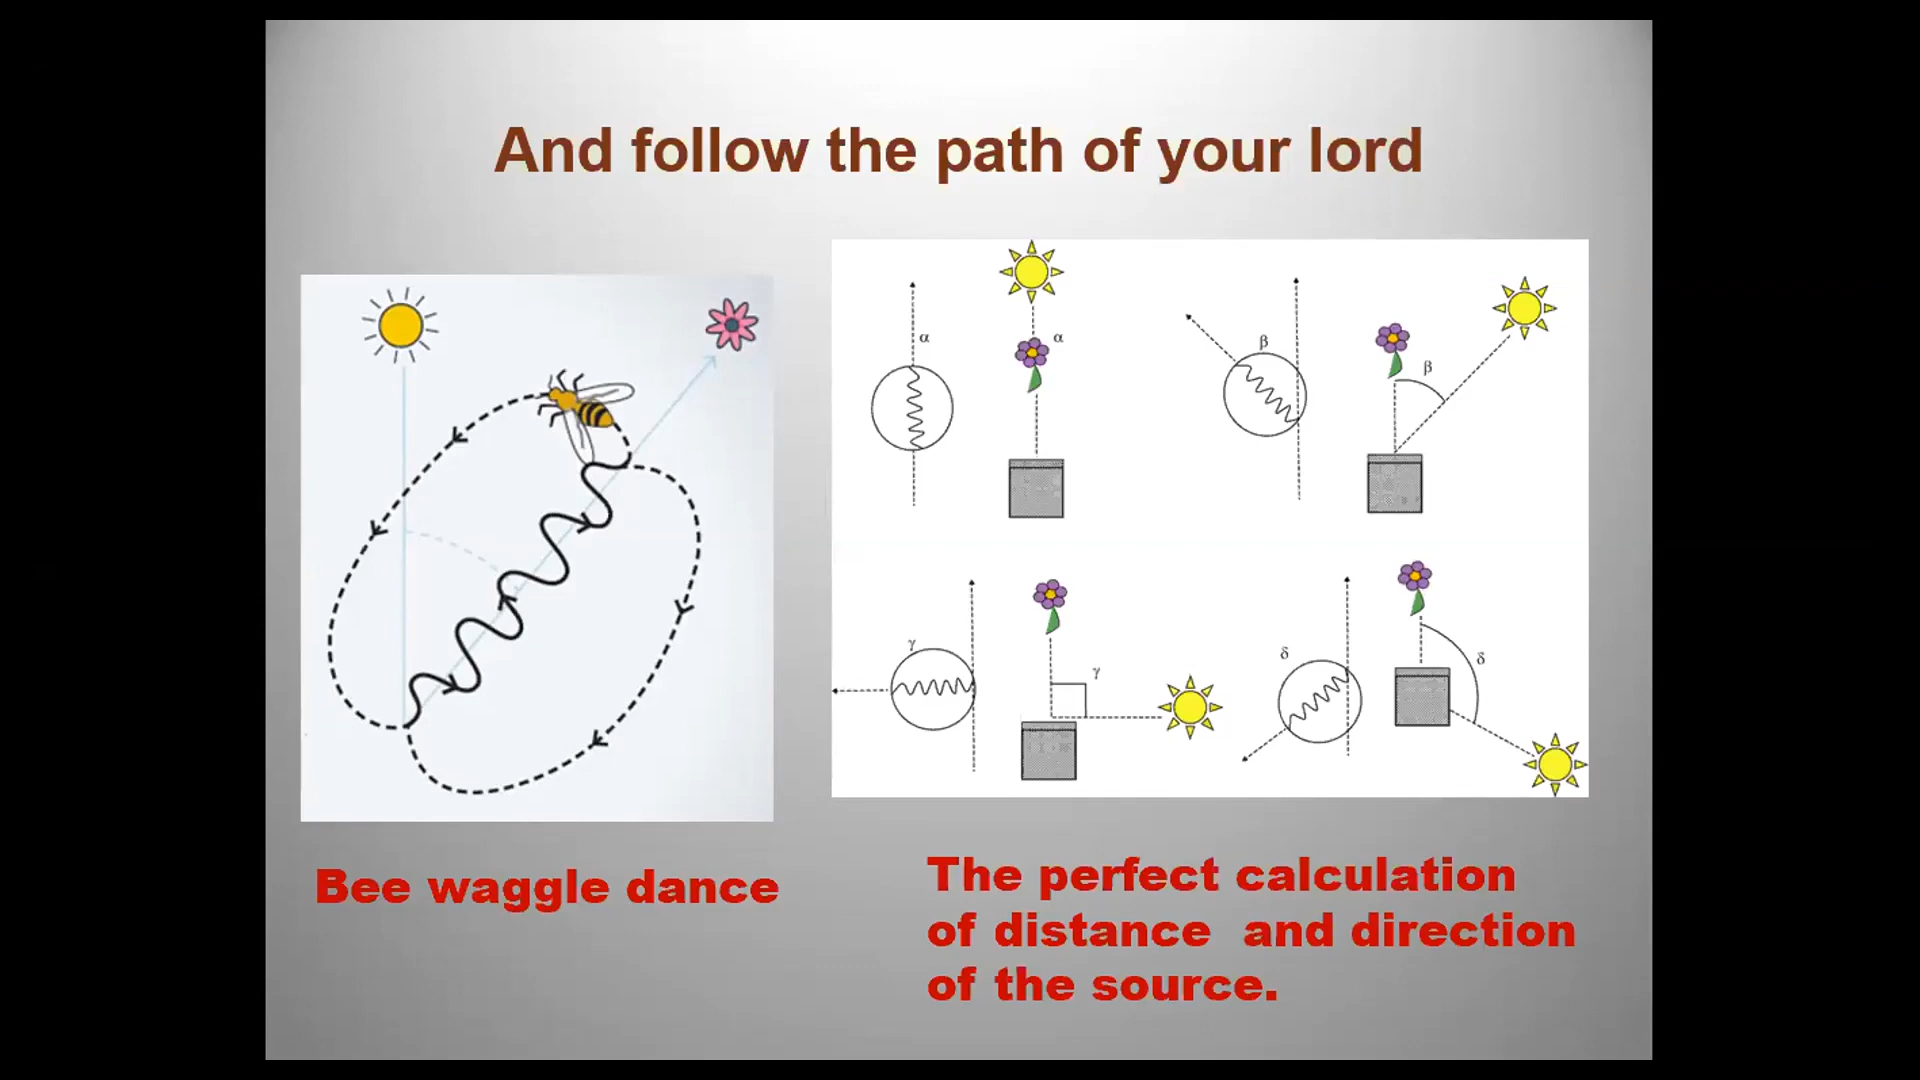 And follow the path of your lord
α
α
β
β
γ
γ
δ
δ
Bee waggle dance
The perfect calculation
of distance and direction
of the source.